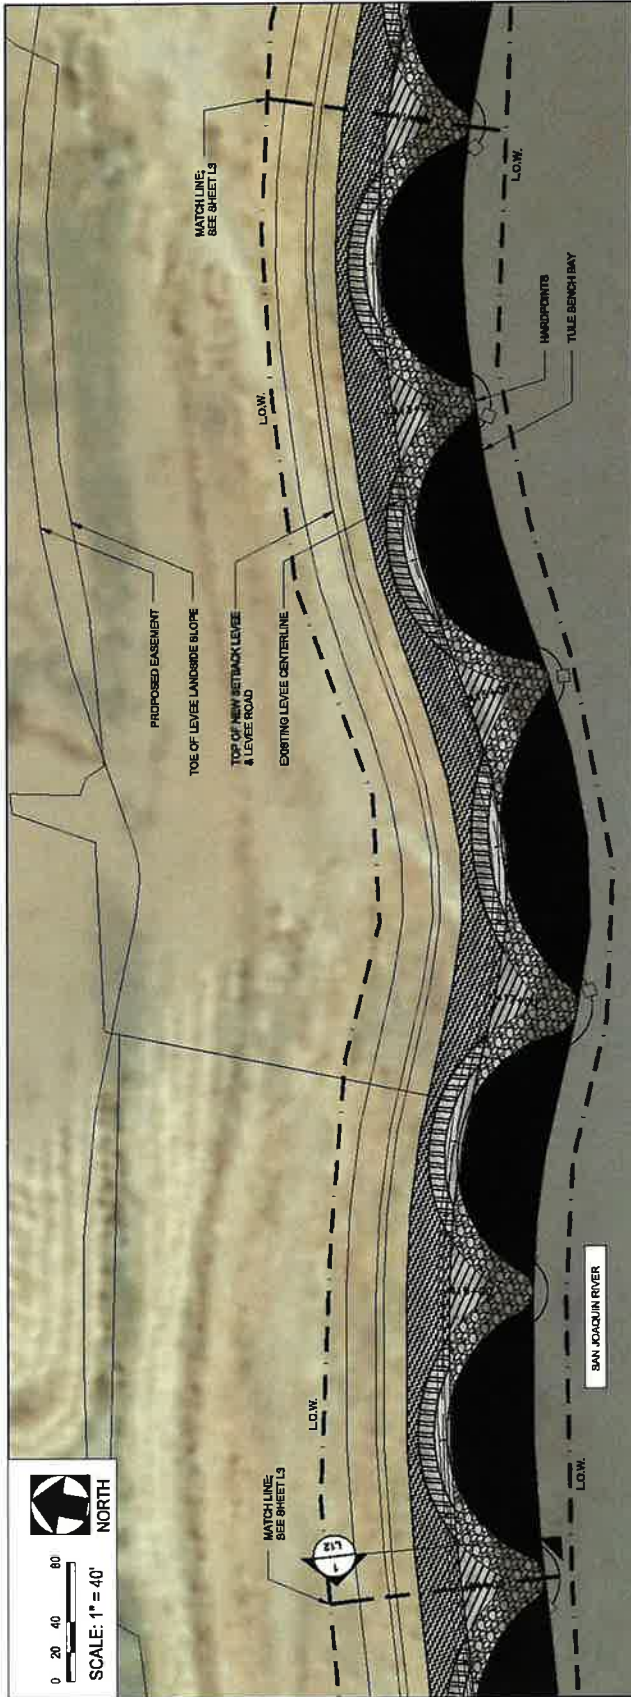 NORTH
0 20 40 80
SCALE: 1" = 40'
MATCH LINE;
SEE SHEET L3
1
L12
L.O.W.
L.O.W.
SAN JOAQUIN RIVER
PROPOSED EASEMENT
TOE OF LEVEE LANDSIDE SLOPE
TOP OF NEW SETBACK LEVEE
& LEVEE ROAD
EXISTING LEVEE CENTERLINE
L.O.W.
MATCH LINE;
SEE SHEET L3
HARDPOINTS
TULE BENCH BAY
L.O.W.